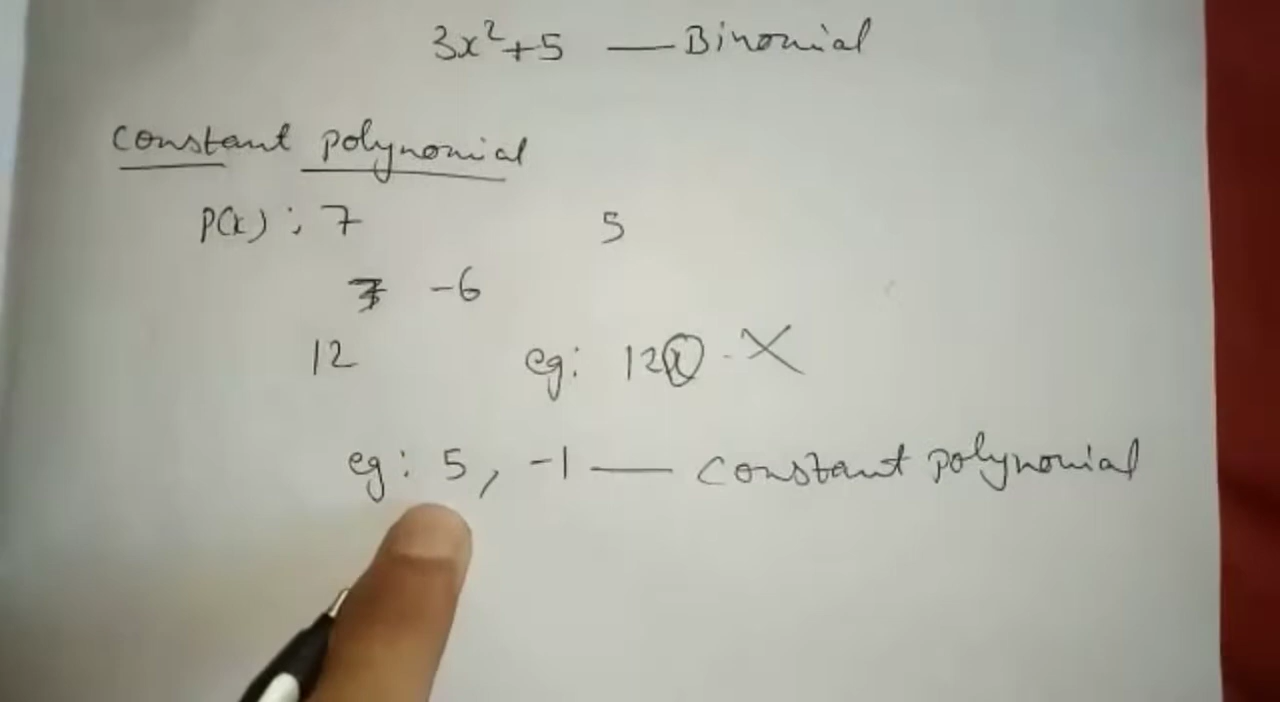 3x²+5 — Binomial
Constant polynomial
P(x) : 7 5
-6
12 eg: 12x - X
eg: 5, -1 — Constant polynomial